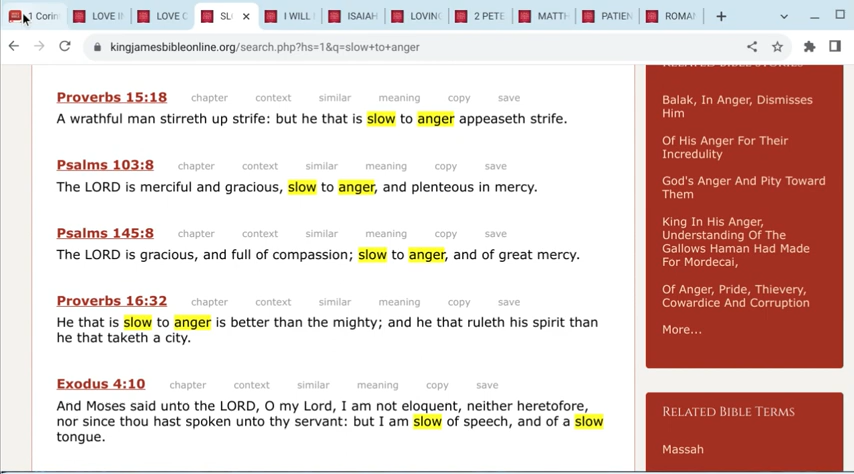 1 Corin
LOVE I
LOVE C
SL
I WILL
ISAIAH
LOVING
2 PETE
MATTH
PATIEN
ROMAN
kingjamesbibleonline.org/search.php?hs=1&q=slow+to+anger
Proverbs 15:18 chapter context similar meaning copy save
A wrathful man stirreth up strife: but he that is slow to anger appeaseth strife.
Psalms 103:8 chapter context similar meaning copy save
The LORD is merciful and gracious, slow to anger, and plenteous in mercy.
Psalms 145:8 chapter context similar meaning copy save
The LORD is gracious, and full of compassion; slow to anger, and of great mercy.
Proverbs 16:32 chapter context similar meaning copy save
He that is slow to anger is better than the mighty; and he that ruleth his spirit than
he that taketh a city.
Exodus 4:10 chapter context similar meaning copy save
And Moses said unto the LORD, O my Lord, I am not eloquent, neither heretofore,
nor since thou hast spoken unto thy servant: but I am slow of speech, and of a slow
tongue.
Related Bible Stories
Balak, In Anger, Dismisses
Him
Of His Anger For Their
Incredulity
God's Anger And Pity Toward
Them
King In His Anger,
Understanding Of The
Gallows Haman Had Made
For Mordecai,
Of Anger, Pride, Thievery,
Cowardice And Corruption
More...
Related Bible Terms
Massah